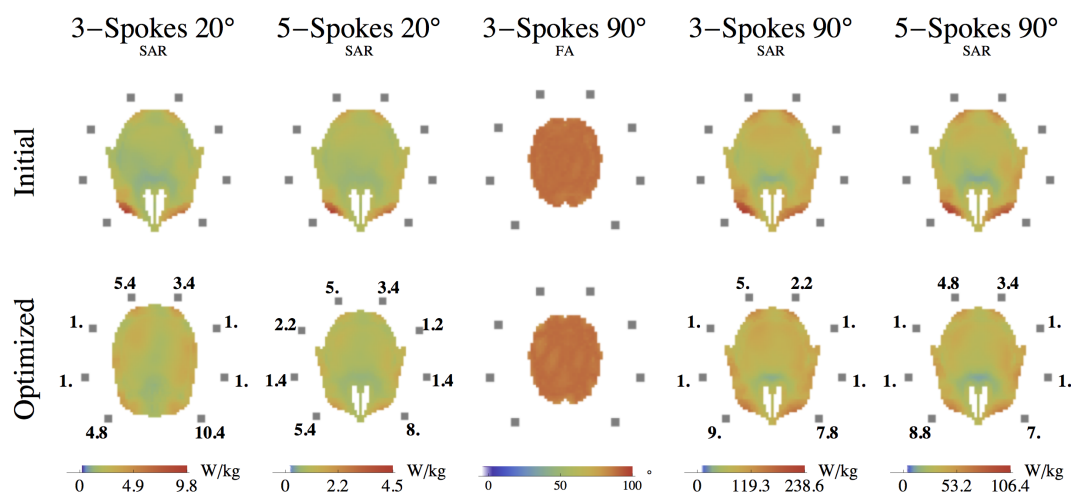 3–Spokes 20° 5–Spokes 20° 3–Spokes 90° 3–Spokes 90° 5–Spokes 90°
SAR SAR FA SAR SAR
Initial
Optimized
5.4 3.4 5. 3.4 5. 2.2 4.8 3.4
1. 1. 2.2 1.2 1. 1. 1. 1.
1. 1. 1.4 1.4 1. 1. 1. 1.
4.8 10.4 5.4 8. 9. 7.8 8.8 7.
W/kg W/kg ° W/kg W/kg
0 4.9 9.8 0 2.2 4.5 0 50 100 0 119.3 238.6 0 53.2 106.4